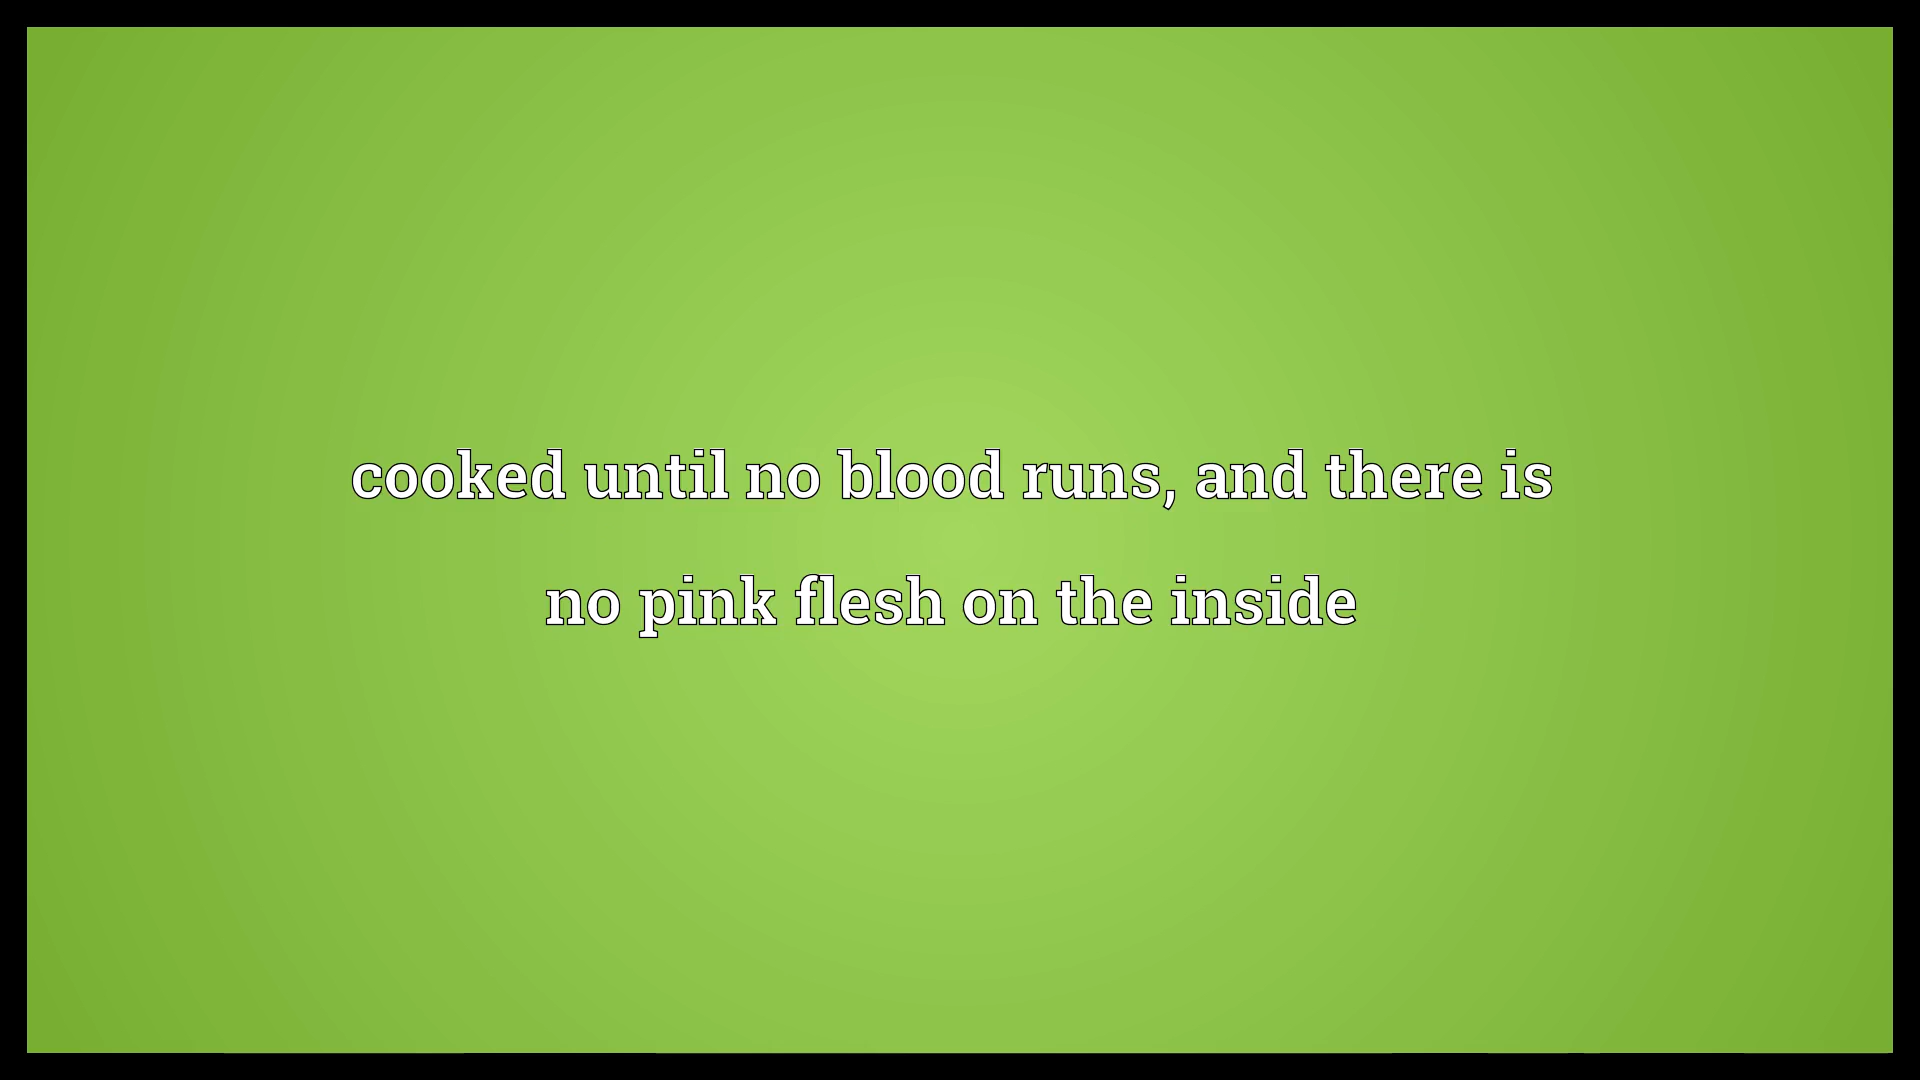 cooked until no blood runs, and there is
no pink flesh on the inside